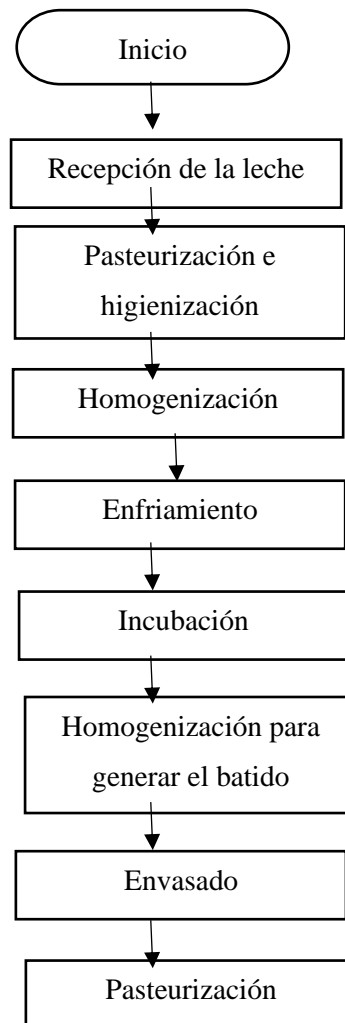 Inicio
Recepción de la leche
Pasteurización e
higienización
Homogenización
Enfriamiento
Incubación
Homogenización para
generar el batido
Envasado
Pasteurización